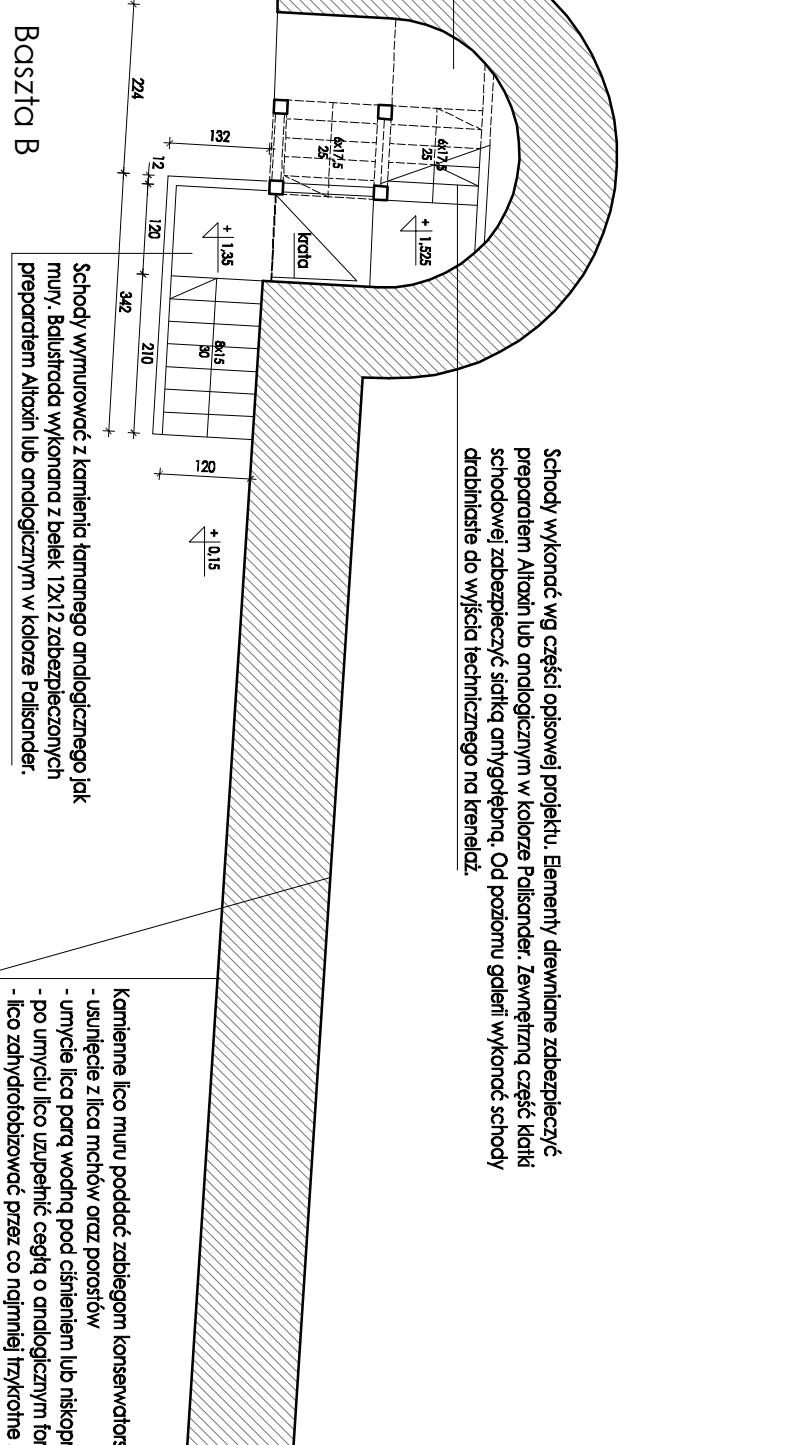 Schody wykonać wg części opisowej projektu. Elementy drewniane zabezpieczyć
preparatem Altaxin lub analogicznym w kolorze Palisander. Zewnętrzną część klatki
schodowej zabezpieczyć siatką antygołębną. Od poziomu galerii wykonać schody
drabiniaste do wyjścia technicznego na krenelaż.
6x17,5
25
+ 1,525
6x17,5
25
krata
132
+ 1,35
8x15
30
120
+ 0,15
12
120
210
224
342
Schody wymurować z kamienia łamanego analogicznego jak
mury. Balustrada wykonana z belek 12x12 zabezpieczonych
preparatem Altaxin lub analogicznym w kolorze Palisander.
Baszta B
Kamienne lico muru poddać zabiegom konserwators
- usunięcie z lica mchów oraz porostów
- umycie lica parą wodną pod ciśnieniem lub niskopr
- po umyciu lico uzupełnić cegłą o analogicznym for
- lico zahydrofobizować przez co najmniej trzykrotne